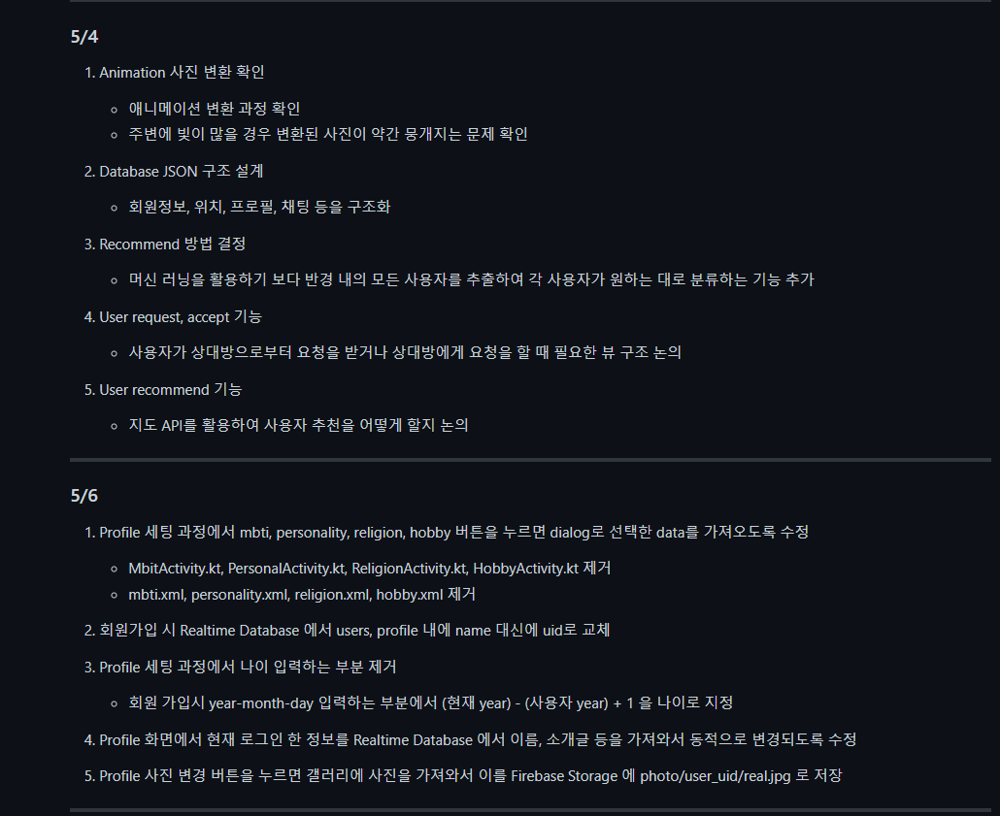 5/4
1. Animation 사진 변환 확인
애니메이션 변환 과정 확인
주변에 빛이 많을 경우 변환된 사진이 약간 뭉개지는 문제 확인
2. Database JSON 구조 설계
회원정보, 위치, 프로필, 채팅 등을 구조화
3. Recommend 방법 결정
머신 러닝을 활용하기 보다 반경 내의 모든 사용자를 추출하여 각 사용자가 원하는 대로 분류하는 기능 추가
4. User request, accept 기능
사용자가 상대방으로부터 요청을 받거나 상대방에게 요청을 할 때 필요한 뷰 구조 논의
5. User recommend 기능
지도 API를 활용하여 사용자 추천을 어떻게 할지 논의
5/6
1. Profile 세팅 과정에서 mbti, personality, religion, hobby 버튼을 누르면 dialog로 선택한 data를 가져오도록 수정
MbitActivity.kt, PersonalActivity.kt, ReligionActivity.kt, HobbyActivity.kt 제거
mbti.xml, personality.xml, religion.xml, hobby.xml 제거
2. 회원가입 시 Realtime Database 에서 users, profile 내에 name 대신에 uid로 교체
3. Profile 세팅 과정에서 나이 입력하는 부분 제거
회원 가입시 year-month-day 입력하는 부분에서 (현재 year) - (사용자 year) + 1 을 나이로 지정
4. Profile 화면에서 현재 로그인 한 정보를 Realtime Database 에서 이름, 소개글 등을 가져와서 동적으로 변경되도록 수정
5. Profile 사진 변경 버튼을 누르면 갤러리에 사진을 가져와서 이를 Firebase Storage 에 photo/user_uid/real.jpg 로 저장